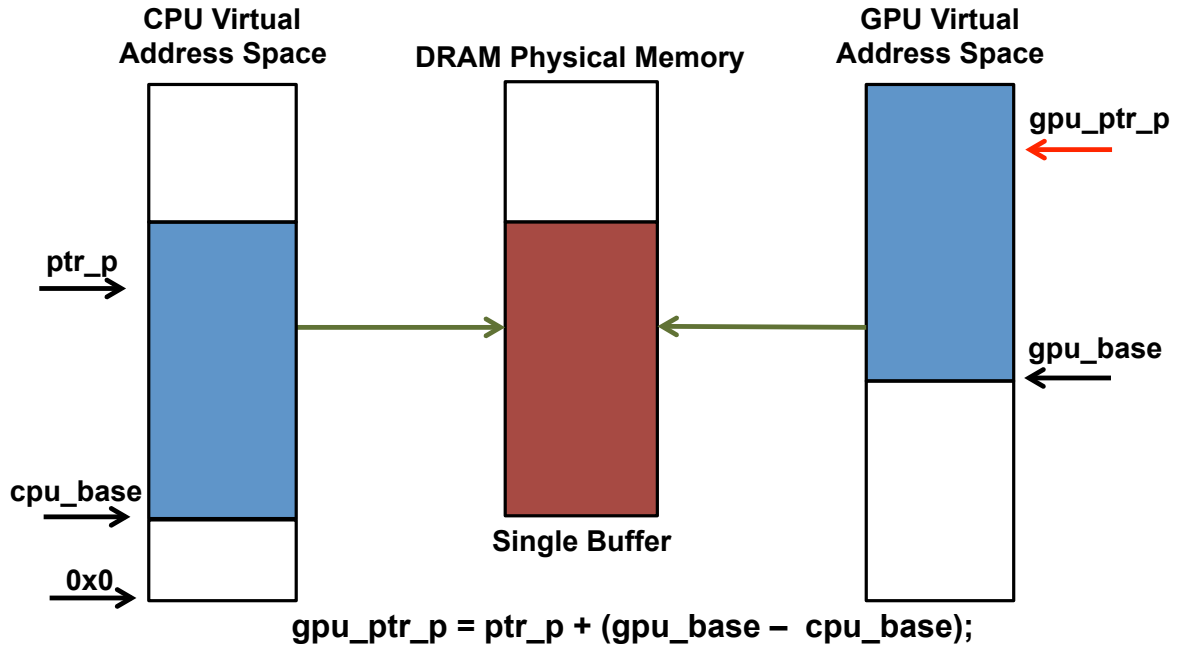 CPU Virtual
Address Space
DRAM Physical Memory
GPU Virtual
Address Space
gpu_ptr_p
ptr_p
gpu_base
cpu_base
Single Buffer
0x0
gpu_ptr_p = ptr_p + (gpu_base – cpu_base);